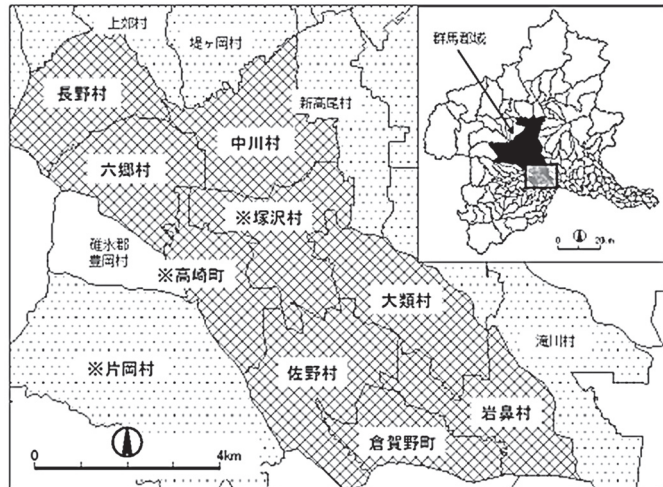 上郊村
堤ヶ岡村
群馬郡域
長野村
新高尾村
中川村
六郷村
※塚沢村
0 20km
碓氷郡
豊岡村
※高崎町
大類村
滝川村
※片岡村
佐野村
岩鼻村
倉賀野町
0 4km